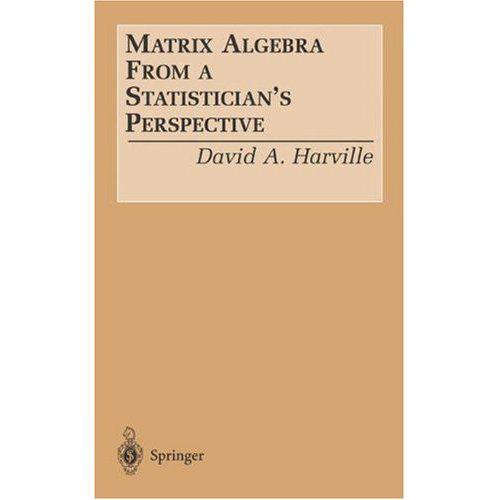 MATRIX ALGEBRA
FROM A
STATISTICIAN'S
PERSPECTIVE
David A. Harville
Springer